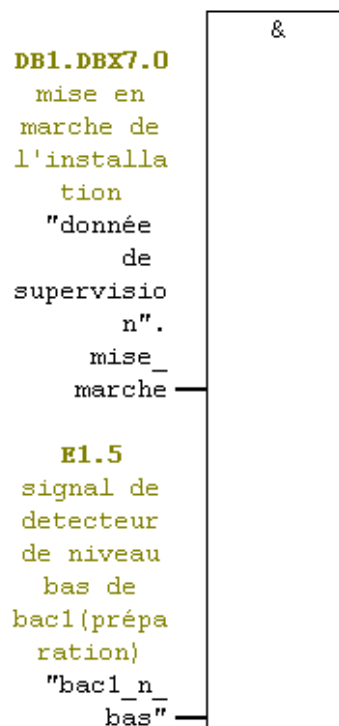 &
DB1.DBX7.0
mise en
marche de
l'installa
tion
"donnée
de
supervisio
n".
mise_
marche
E1.5
signal de
detecteur
de niveau
bas de
bac1(prépa
ration)
"bac1_n_
bas"